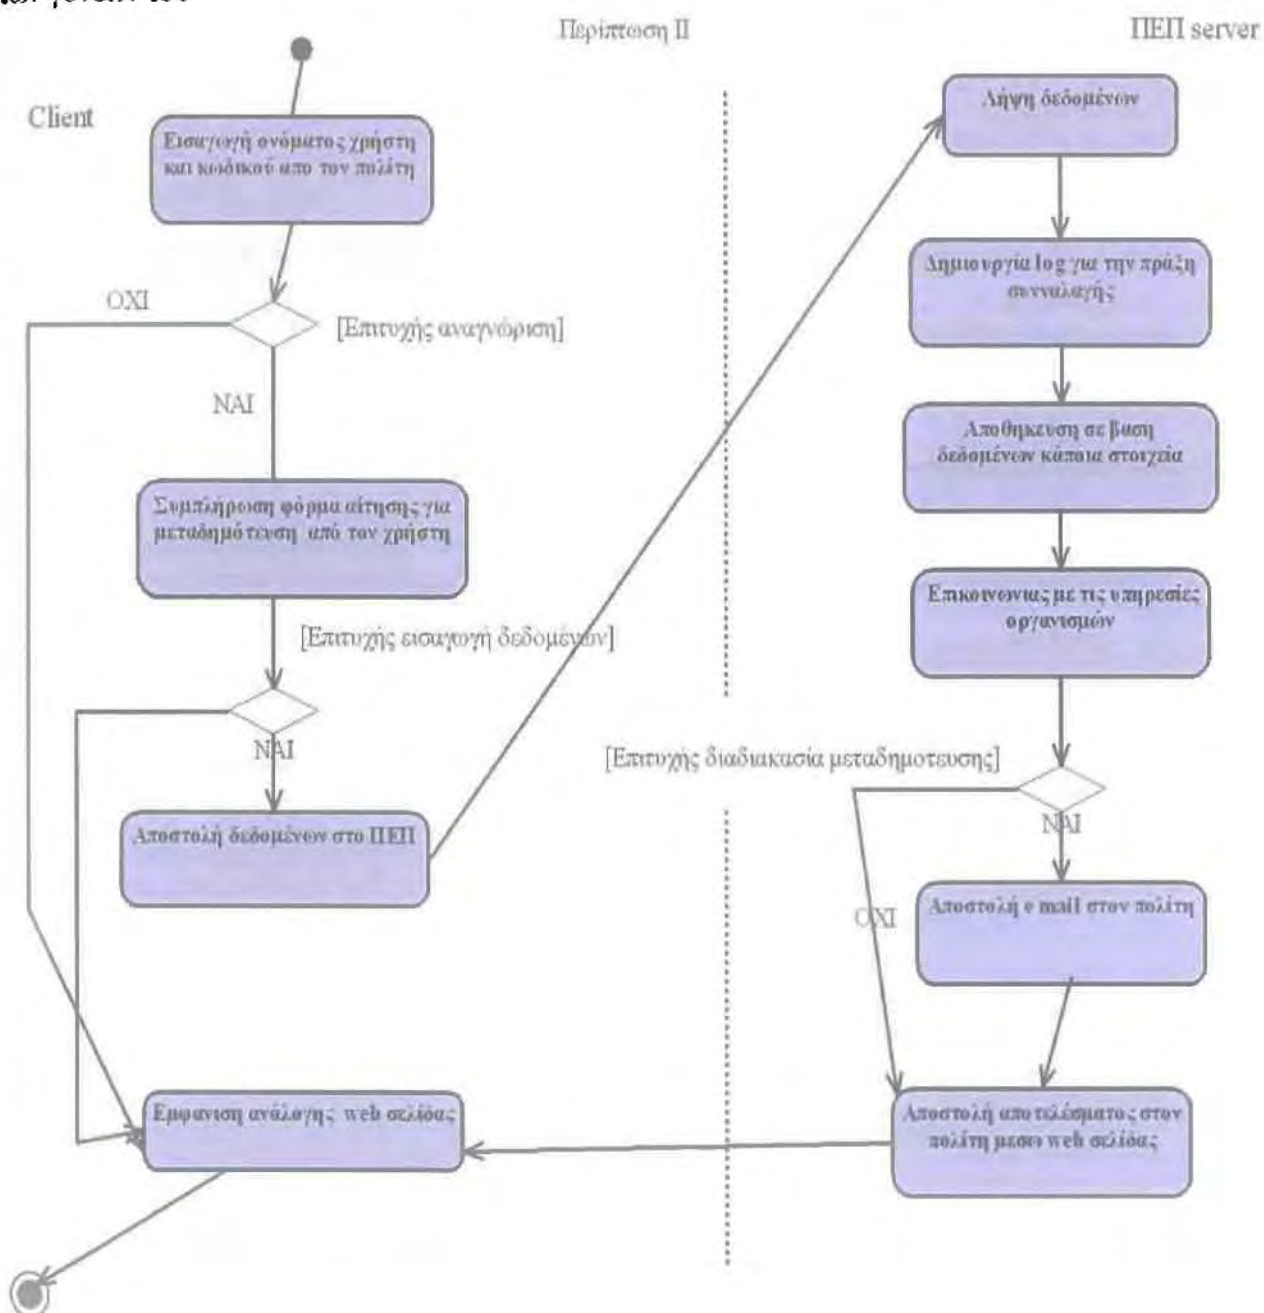 Περίπτωση ΙΙ
ΠΕΠ server
Client
Εισαγωγή ονόματος χρήστη
και κωδικού απο τον πολίτη
ΟΧΙ
[Επιτυχής αναγνώριση]
ΝΑΙ
Συμπλήρωση φόρμα αίτησης για
μεταδημότευση από τον χρήστη
[Επιτυχής εισαγωγή δεδομένων]
ΝΑΙ
Αποστολή δεδομένων στο ΠΕΠ
Εμφανιση ανάλογης web σελίδας
Λήψη δεδομένων
Δημιουργία log για την πράξη
συνναλαγής
Αποθηκευση σε βαση
δεδομένων κάποια στοιχεία
Επικοινωνιας με τις υπηρεσίες
οργανισμών
[Επιτυχής διαδιακασία μεταδημοτευσης]
ΝΑΙ
ΟΧΙ
Αποστολή e mail στον πολίτη
Αποστολή αποτελέσματος στον
πολίτη μεσω web σελίδας